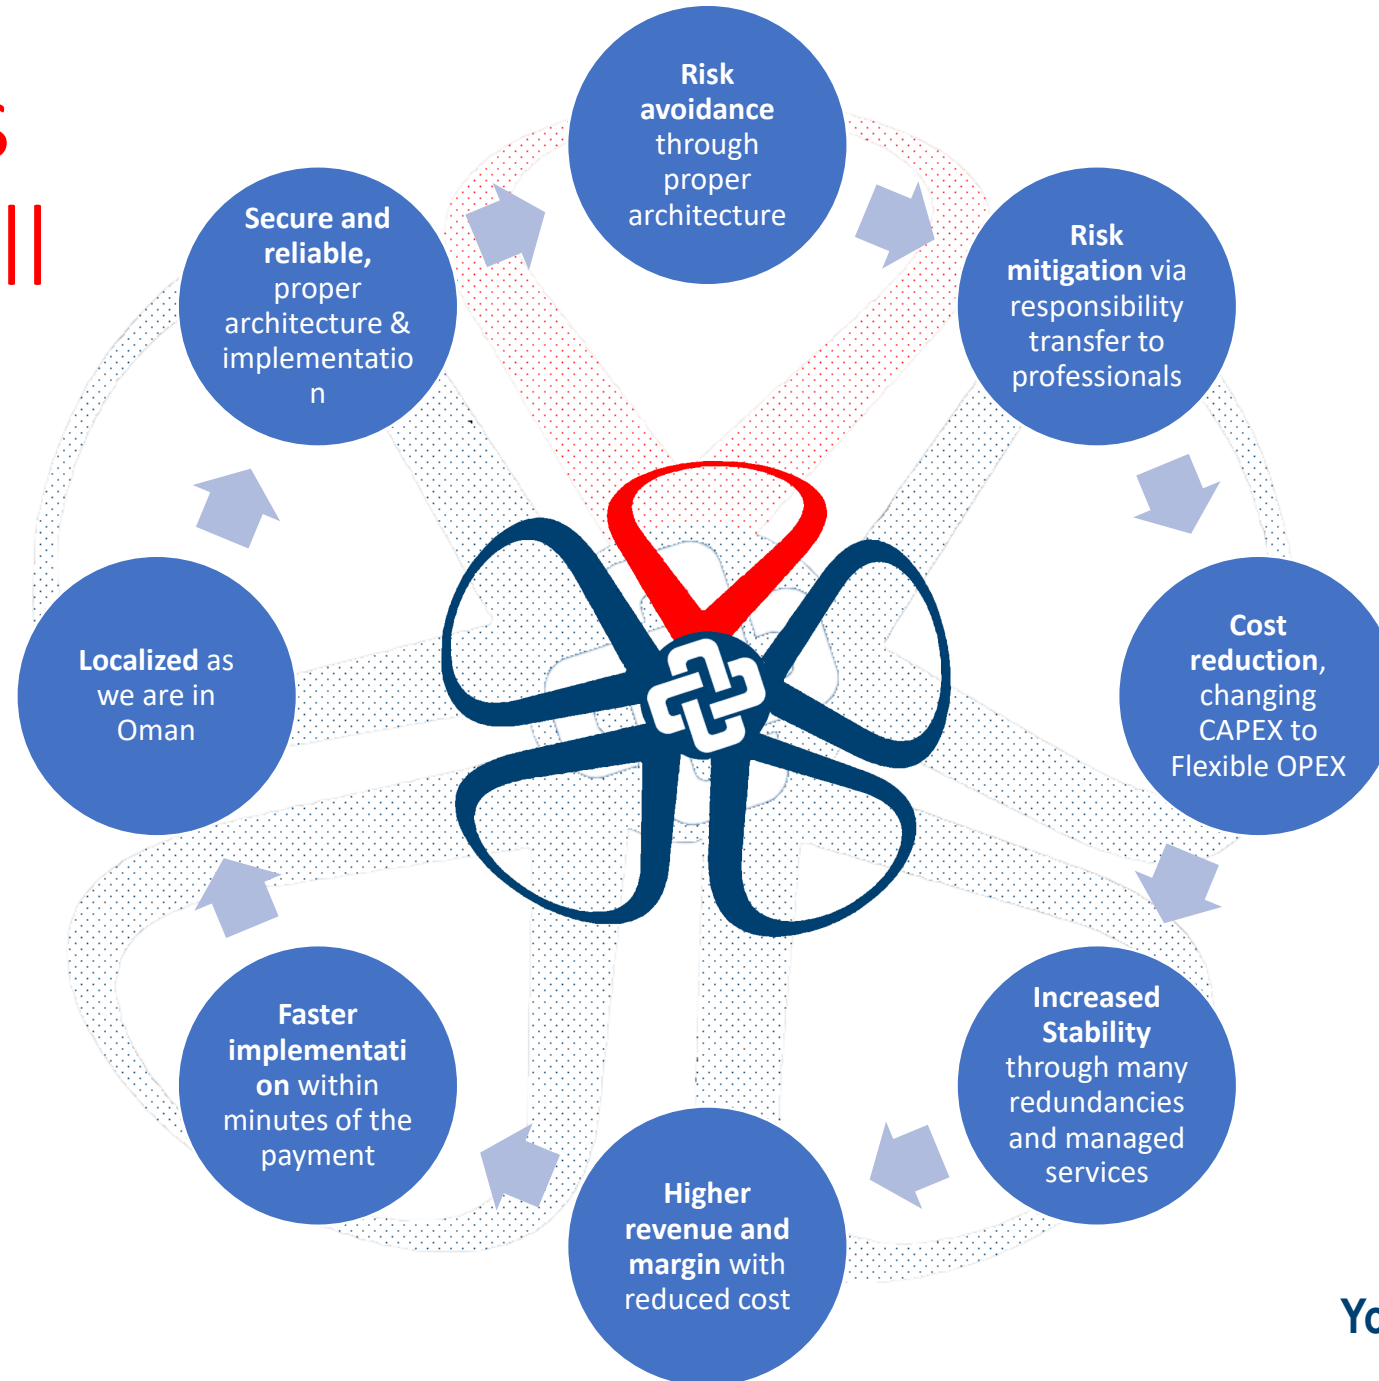 s
ll
Risk
avoidance
through
proper
architecture
Risk
mitigation via
responsibility
transfer to
professionals
Cost
reduction,
changing
CAPEX to
Flexible OPEX
Increased
Stability
through many
redundancies
and managed
services
Higher
revenue and
margin with
reduced cost
Faster
implementati
on within
minutes of the
payment
Localized as
we are in
Oman
Secure and
reliable,
proper
architecture &
implementatio
n
Yo